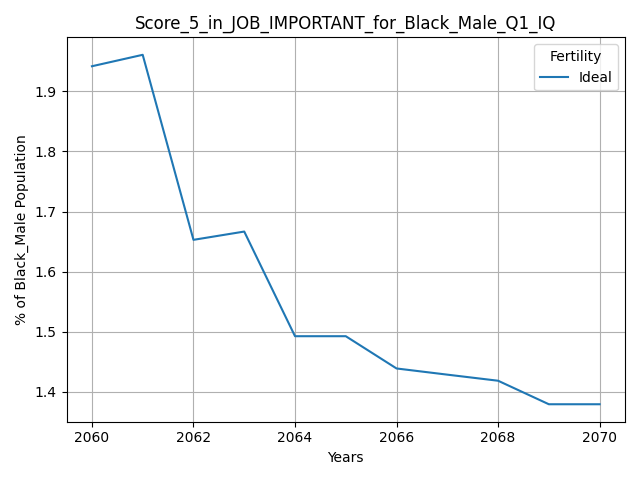 Score_5_in_JOB_IMPORTANT_for_Black_Male_Q1_IQ
Fertility
Ideal
% of Black_Male Population
1.9
1.8
1.7
1.6
1.5
1.4
2060
2062
2064
2066
2068
2070
Years